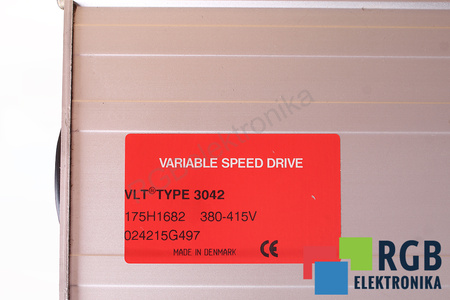 VARIABLE SPEED DRIVE
VLT® TYPE 3042
175H1682 380-415V
024215G497
MADE IN DENMARK CE
RGB
ELEKTRONIKA